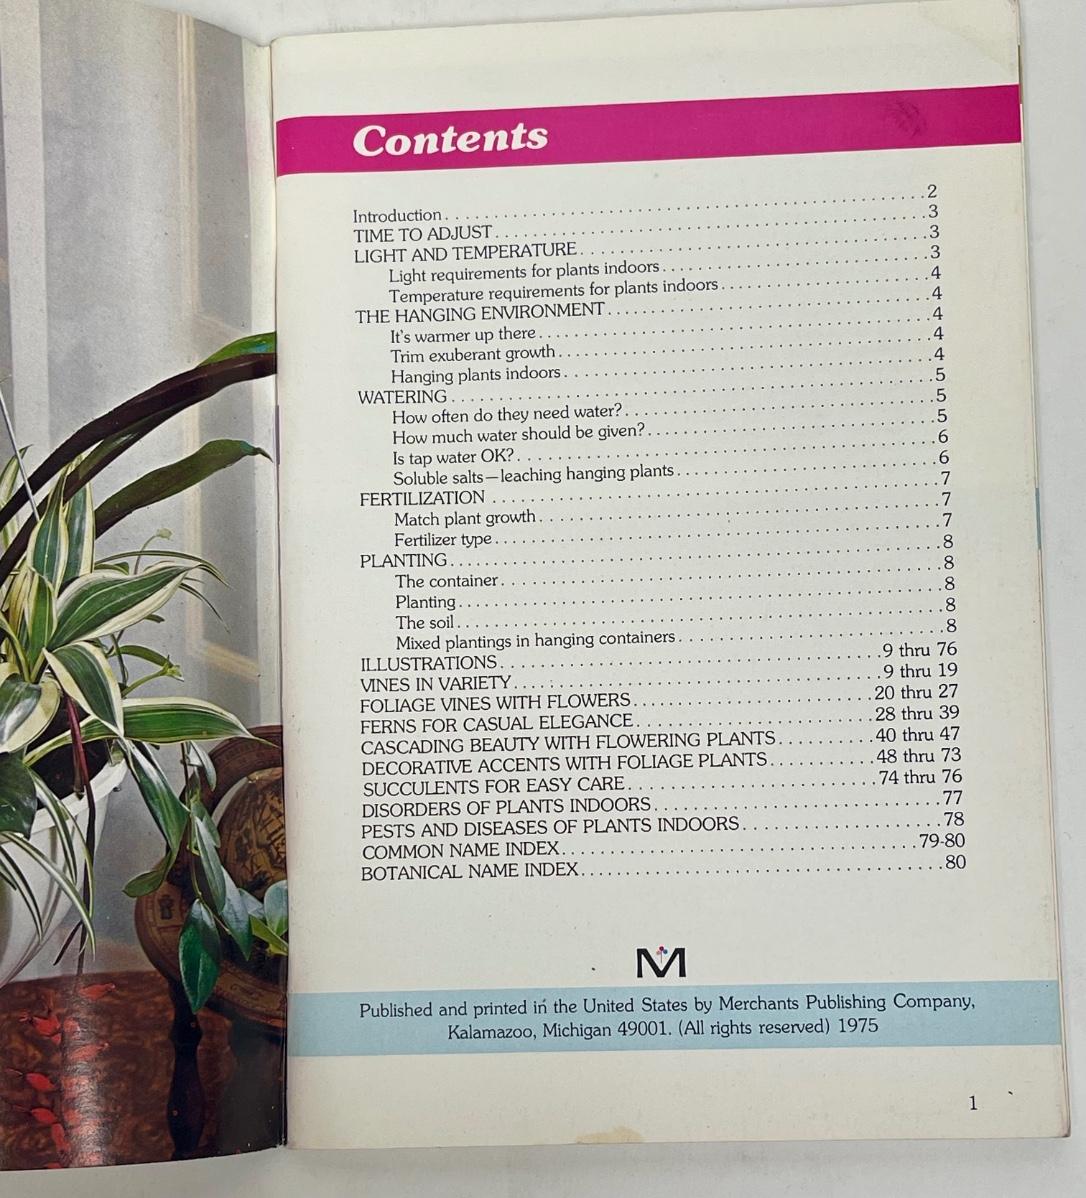 Contents
Introduction . . . . . 2
TIME TO ADJUST . . . . . 3
LIGHT AND TEMPERATURE . . . . . 3
Light requirements for plants indoors . . . . . 3
Temperature requirements for plants indoors . . . . . 4
THE HANGING ENVIRONMENT . . . . . 4
It's warmer up there . . . . . 4
Trim exuberant growth . . . . . 4
Hanging plants indoors . . . . . 4
WATERING . . . . . 5
How often do they need water? . . . . . 5
How much water should be given? . . . . . 5
Is tap water OK? . . . . . 6
Soluble salts—leaching hanging plants . . . . . 6
FERTILIZATION . . . . . 7
Match plant growth . . . . . 7
Fertilizer type . . . . . 7
PLANTING . . . . . 8
The container . . . . . 8
Planting . . . . . 8
The soil . . . . . 8
Mixed plantings in hanging containers . . . . . 8
ILLUSTRATIONS . . . . . 9 thru 76
VINES IN VARIETY . . . . . 9 thru 19
FOLIAGE VINES WITH FLOWERS . . . . . 20 thru 27
FERNS FOR CASUAL ELEGANCE . . . . . 28 thru 39
CASCADING BEAUTY WITH FLOWERING PLANTS . . . . . 40 thru 47
DECORATIVE ACCENTS WITH FOLIAGE PLANTS . . . . . 48 thru 73
SUCCULENTS FOR EASY CARE . . . . . 74 thru 76
DISORDERS OF PLANTS INDOORS . . . . . 77
PESTS AND DISEASES OF PLANTS INDOORS . . . . . 78
COMMON NAME INDEX . . . . . 79-80
BOTANICAL NAME INDEX . . . . . 80
M
Published and printed in the United States by Merchants Publishing Company,
Kalamazoo, Michigan 49001. (All rights reserved) 1975
1